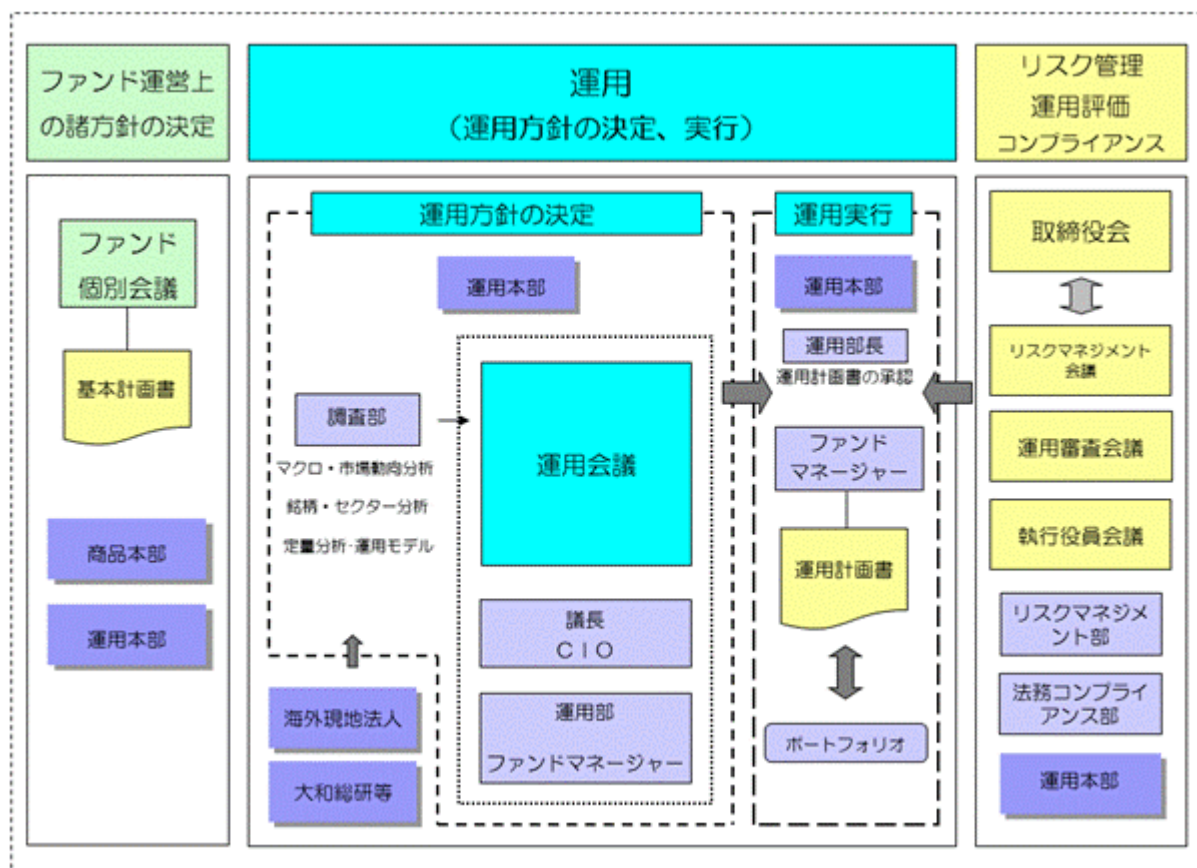 ファンド運営上
の諸方針の決定
ファンド
個別会議
基本計画書
商品本部
運用本部
運用
(運用方針の決定、実行)
運用方針の決定
運用本部
調査部
マクロ・市場動向分析
銘柄・セクター分析
定量分析・運用モデル
運用会議
議長
CIO
運用部
ファンドマネージャー
海外現地法人
大和総研等
運用実行
運用本部
運用部長
運用計画書の承認
ファンド
マネージャー
運用計画書
ポートフォリオ
リスク管理
運用評価
コンプライアンス
取締役会
リスクマネジメント
会議
運用審査会議
執行役員会議
リスクマネジメ
ント部
法務コンプライ
アンス部
運用本部